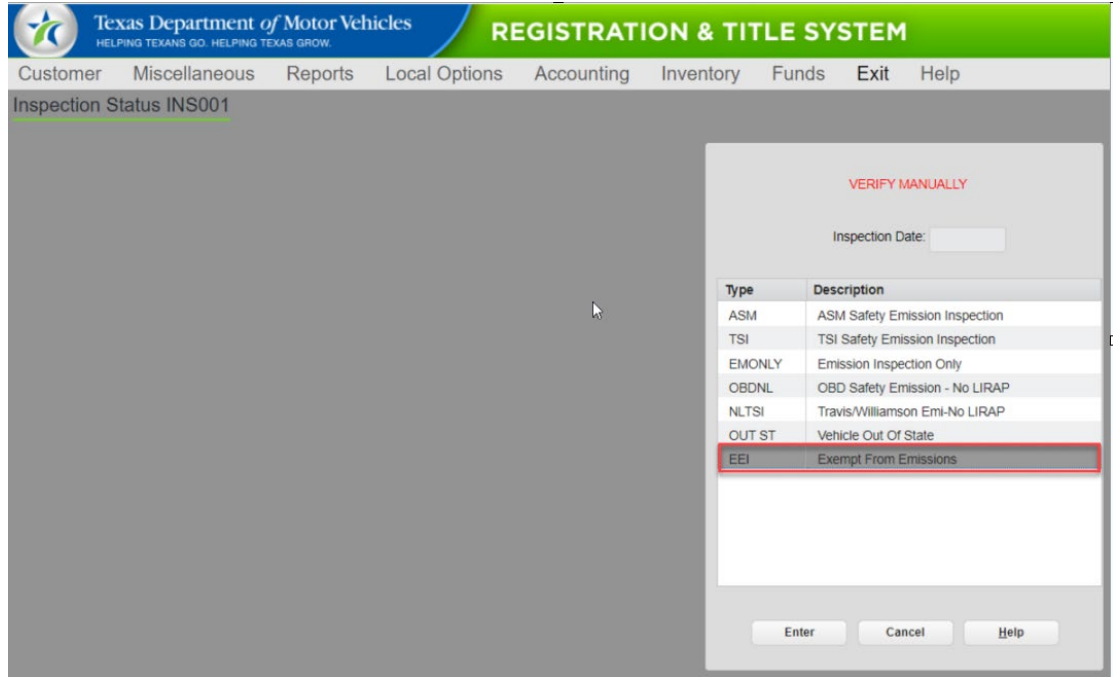 Texas Department of Motor Vehicles
HELPING TEXANS GO. HELPING TEXAS GROW.
REGISTRATION & TITLE SYSTEM
Customer Miscellaneous Reports Local Options Accounting Inventory Funds Exit Help
Inspection Status INS001
VERIFY MANUALLY
Inspection Date:
Type Description
ASM ASM Safety Emission Inspection
TSI TSI Safety Emission Inspection
EMONLY Emission Inspection Only
OBDNL OBD Safety Emission - No LIRAP
NLTSI Travis/Williamson Emi-No LIRAP
OUT ST Vehicle Out Of State
EEI Exempt From Emissions
Enter Cancel Help